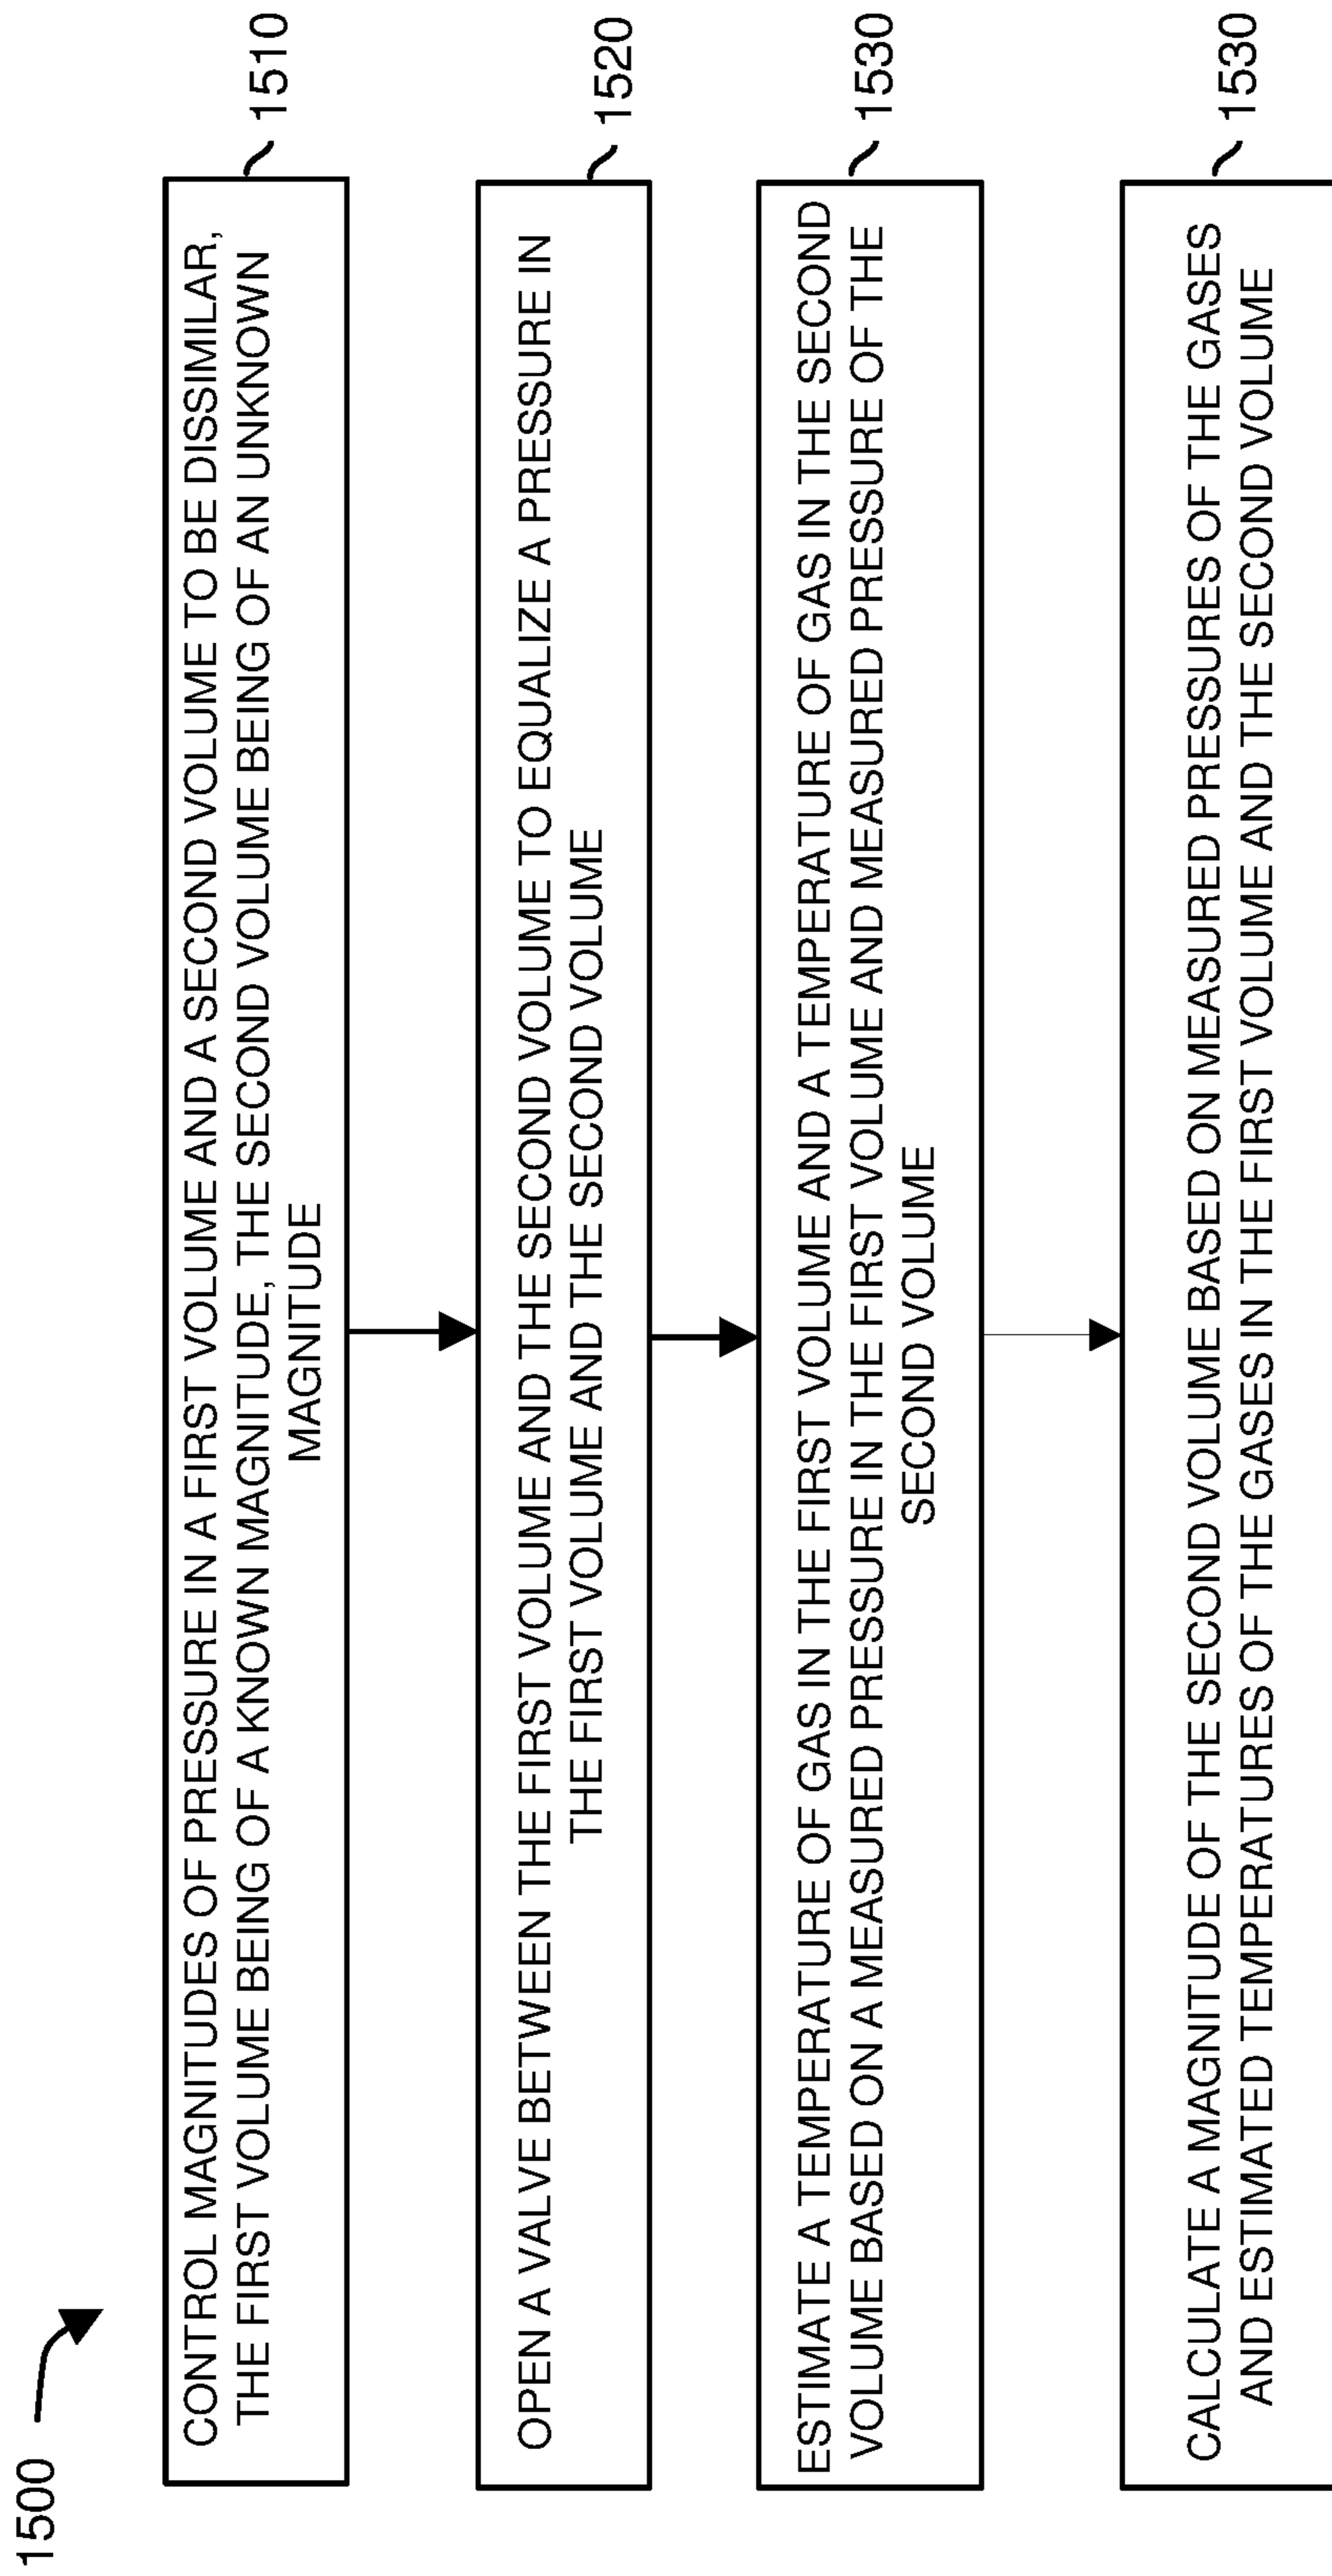 1500
CONTROL MAGNITUDES OF PRESSURE IN A FIRST VOLUME AND A SECOND VOLUME TO BE DISSIMILAR,
THE FIRST VOLUME BEING OF A KNOWN MAGNITUDE, THE SECOND VOLUME BEING OF AN UNKNOWN
MAGNITUDE
1510
OPEN A VALVE BETWEEN THE FIRST VOLUME AND THE SECOND VOLUME TO EQUALIZE A PRESSURE IN
THE FIRST VOLUME AND THE SECOND VOLUME
1520
ESTIMATE A TEMPERATURE OF GAS IN THE FIRST VOLUME AND A TEMPERATURE OF GAS IN THE SECOND
VOLUME BASED ON A MEASURED PRESSURE IN THE FIRST VOLUME AND MEASURED PRESSURE OF THE
SECOND VOLUME
1530
CALCULATE A MAGNITUDE OF THE SECOND VOLUME BASED ON MEASURED PRESSURES OF THE GASES
AND ESTIMATED TEMPERATURES OF THE GASES IN THE FIRST VOLUME AND THE SECOND VOLUME
1530